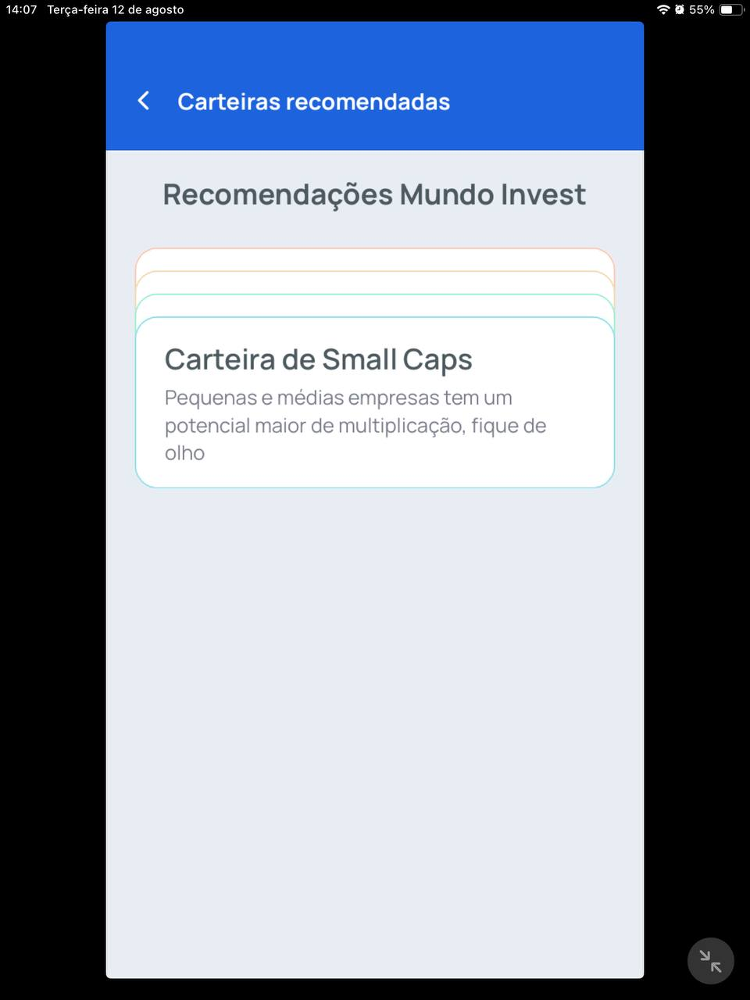 14:07 Terça-feira 12 de agosto 55%
Carteiras recomendadas
Recomendações Mundo Invest
Carteira de Small Caps
Pequenas e médias empresas tem um
potencial maior de multiplicação, fique de
olho